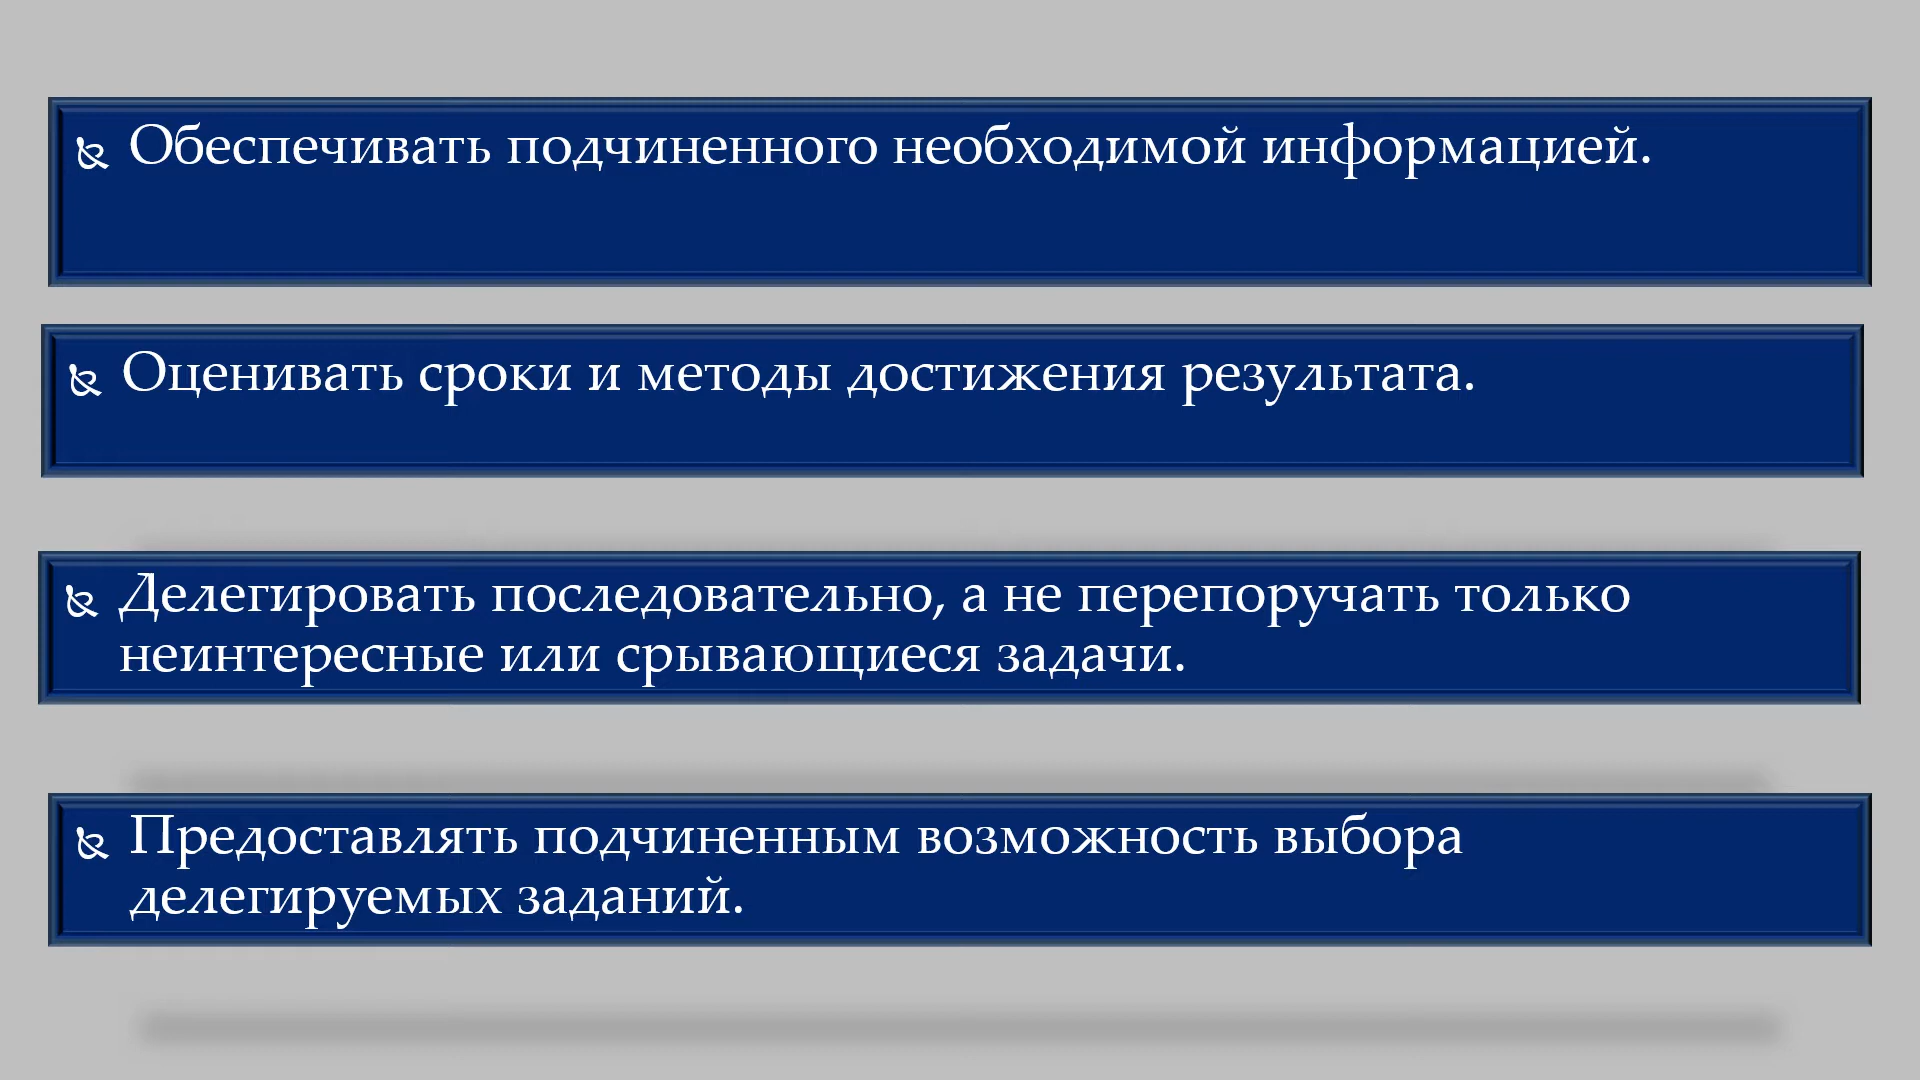 Обеспечивать подчиненного необходимой информацией.
Оценивать сроки и методы достижения результата.
Делегировать последовательно, а не перепоручать только
неинтересные или срывающиеся задачи.
Предоставлять подчиненным возможность выбора
делегируемых заданий.